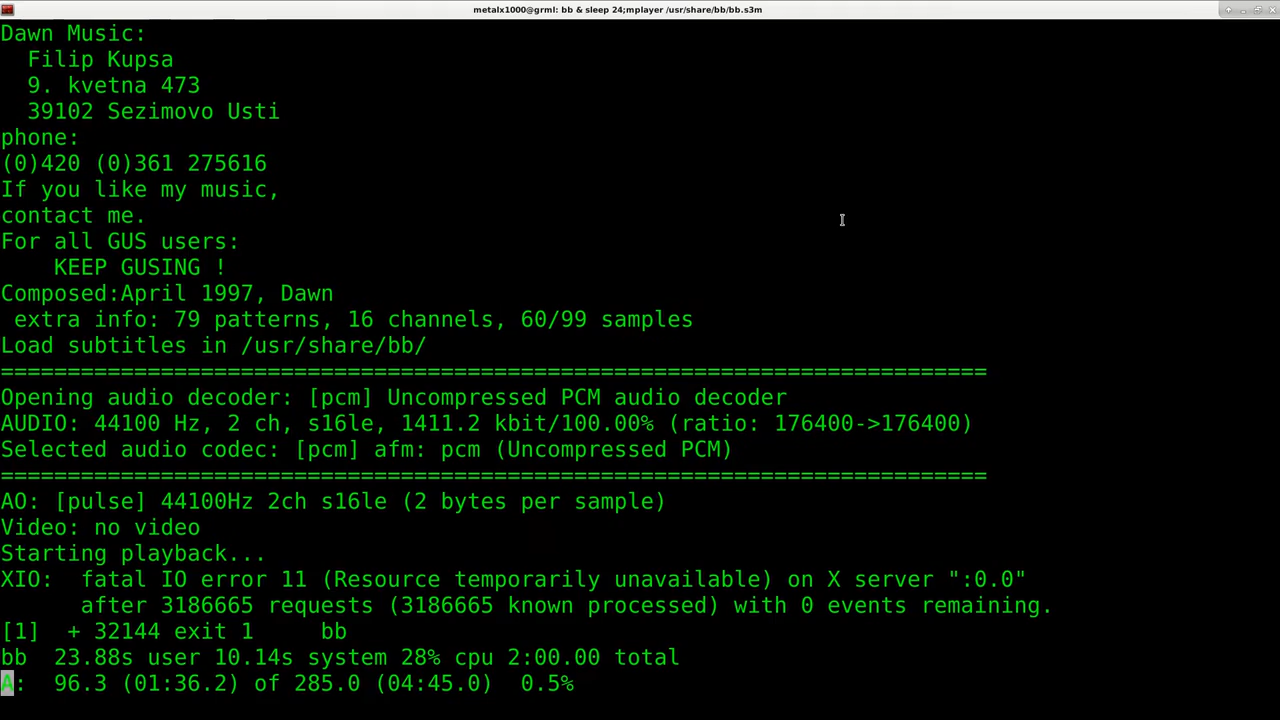 metalx1000@grml: bb & sleep 24;mplayer /usr/share/bb/bb.s3m
Dawn Music:
  Filip Kupsa
  9. kvetna 473
  39102 Sezimovo Usti
phone:
(0)420 (0)361 275616
If you like my music,
contact me.
For all GUS users:
    KEEP GUSING !
Composed:April 1997, Dawn
 extra info: 79 patterns, 16 channels, 60/99 samples
Load subtitles in /usr/share/bb/
==========================================================================
Opening audio decoder: [pcm] Uncompressed PCM audio decoder
AUDIO: 44100 Hz, 2 ch, s16le, 1411.2 kbit/100.00% (ratio: 176400->176400)
Selected audio codec: [pcm] afm: pcm (Uncompressed PCM)
==========================================================================
AO: [pulse] 44100Hz 2ch s16le (2 bytes per sample)
Video: no video
Starting playback...
XIO:  fatal IO error 11 (Resource temporarily unavailable) on X server ":0.0"
      after 3186665 requests (3186665 known processed) with 0 events remaining.
[1]  + 32144 exit 1     bb
bb  23.88s user 10.14s system 28% cpu 2:00.00 total
A:  96.3 (01:36.2) of 285.0 (04:45.0)  0.5%